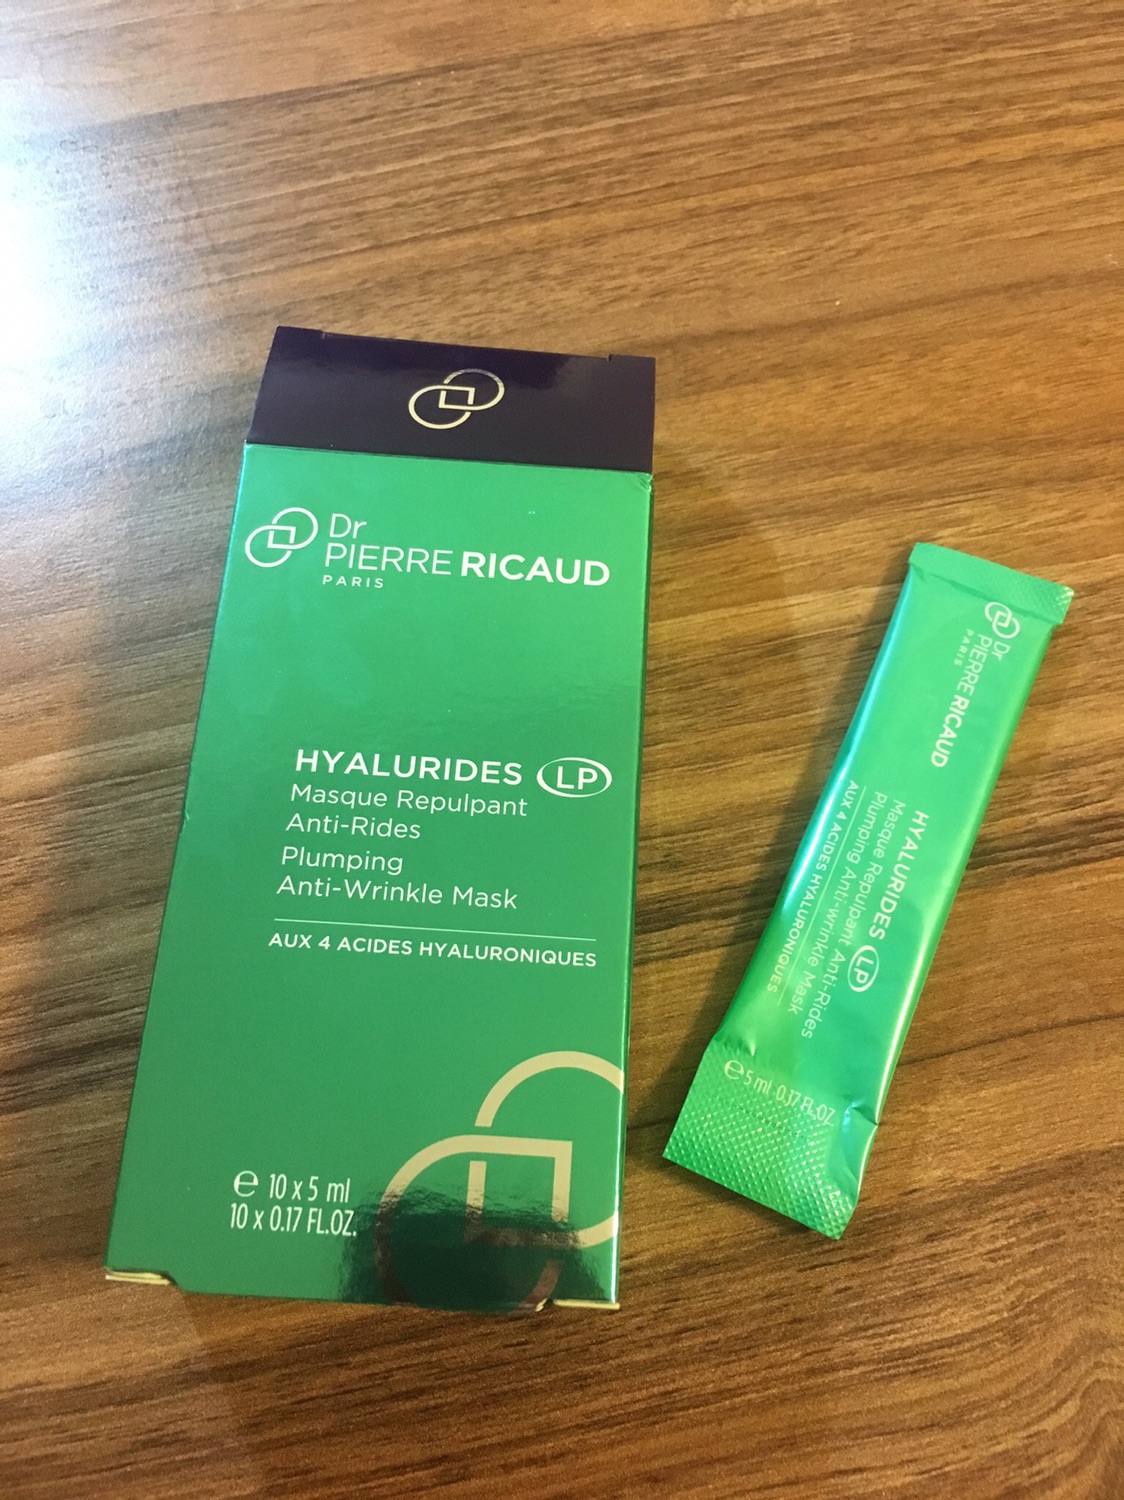 Dr
PIERRE RICAUD
PARIS
HYALURIDES LP
Masque Repulpant
Anti-Rides
Plumping
Anti-Wrinkle Mask
AUX 4 ACIDES HYALURONIQUES
e 10 x 5 ml
10 x 0.17 FL.OZ.
Dr
PIERRE RICAUD
PARIS
HYALURIDES LP
Masque Repulpant Anti-Rides
Plumping Anti-wrinkle Mask
AUX 4 ACIDES HYALURONIQUES
e 5 ml 0.17 FL.OZ.